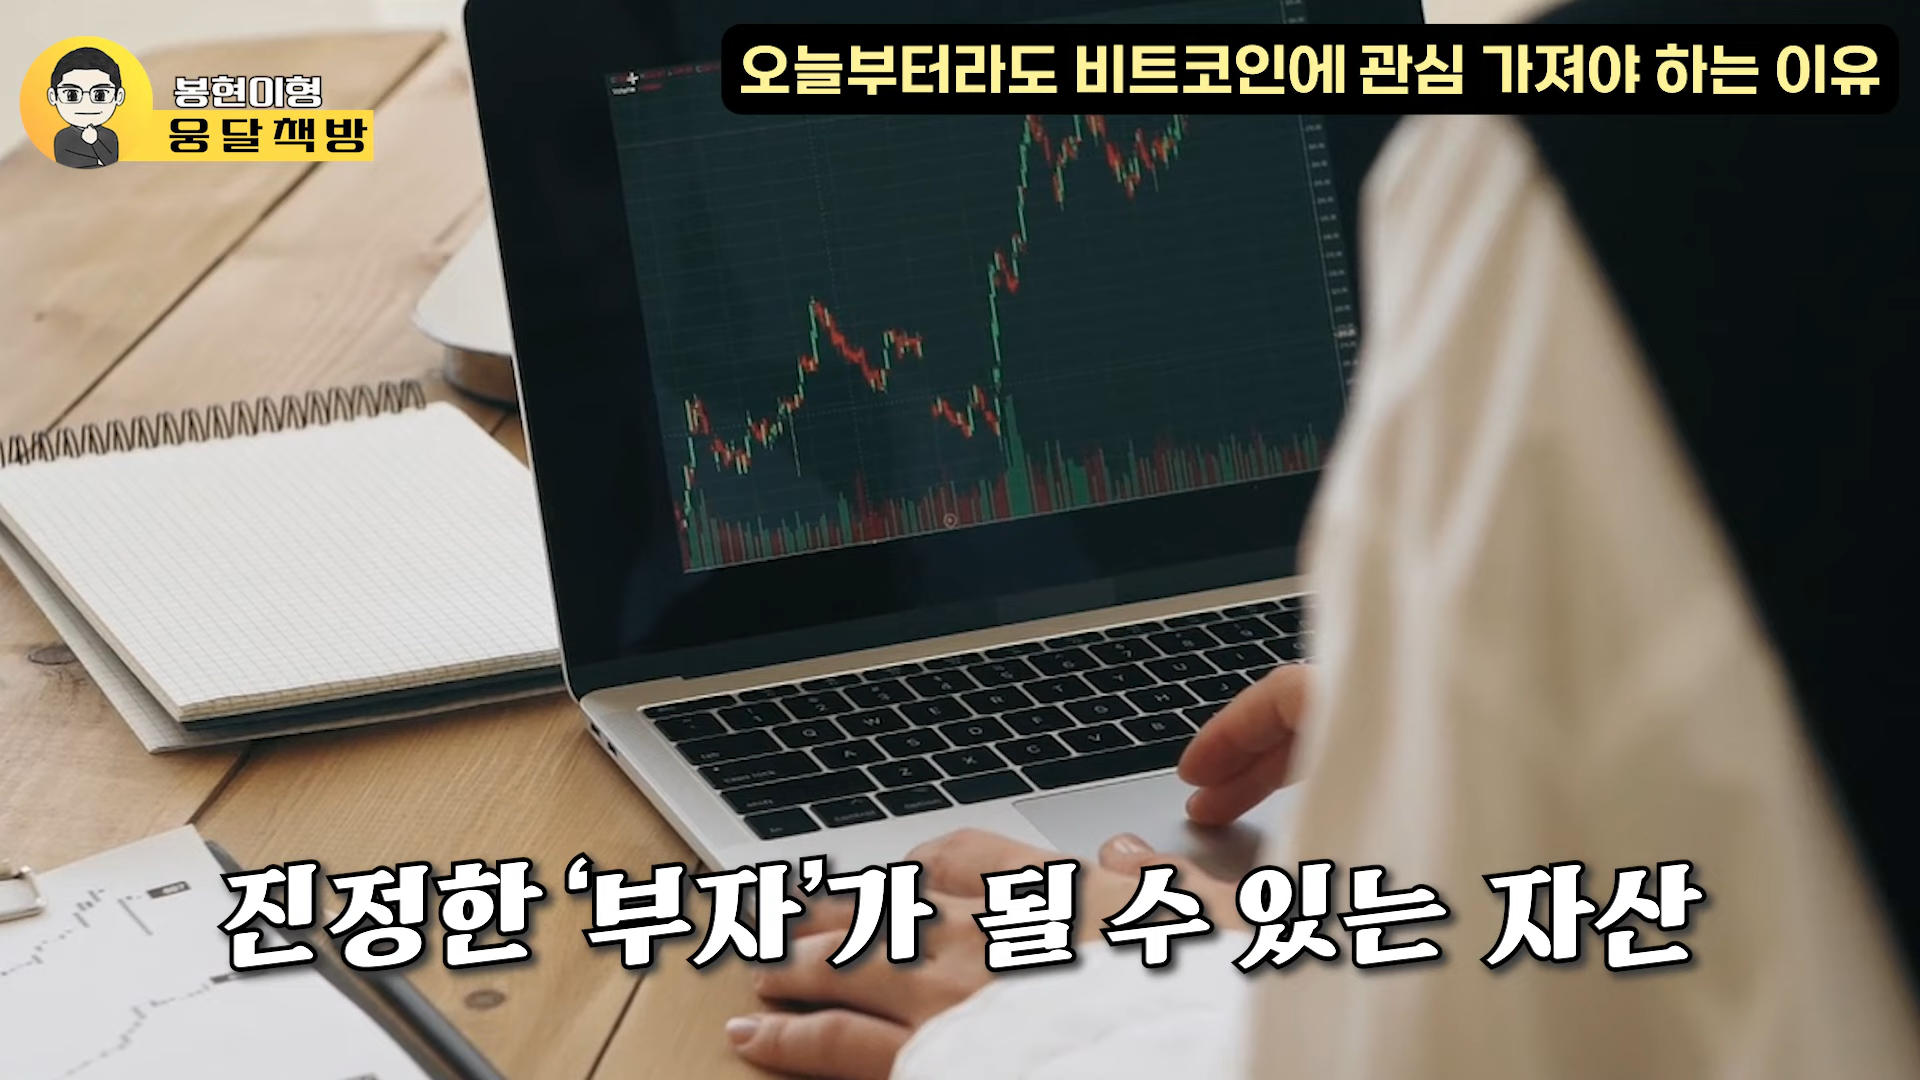 오늘부터라도 비트코인에 관심 가져야 하는 이유
봉현이형
웅달책방
진정한 '부자'가 될 수 있는 자산